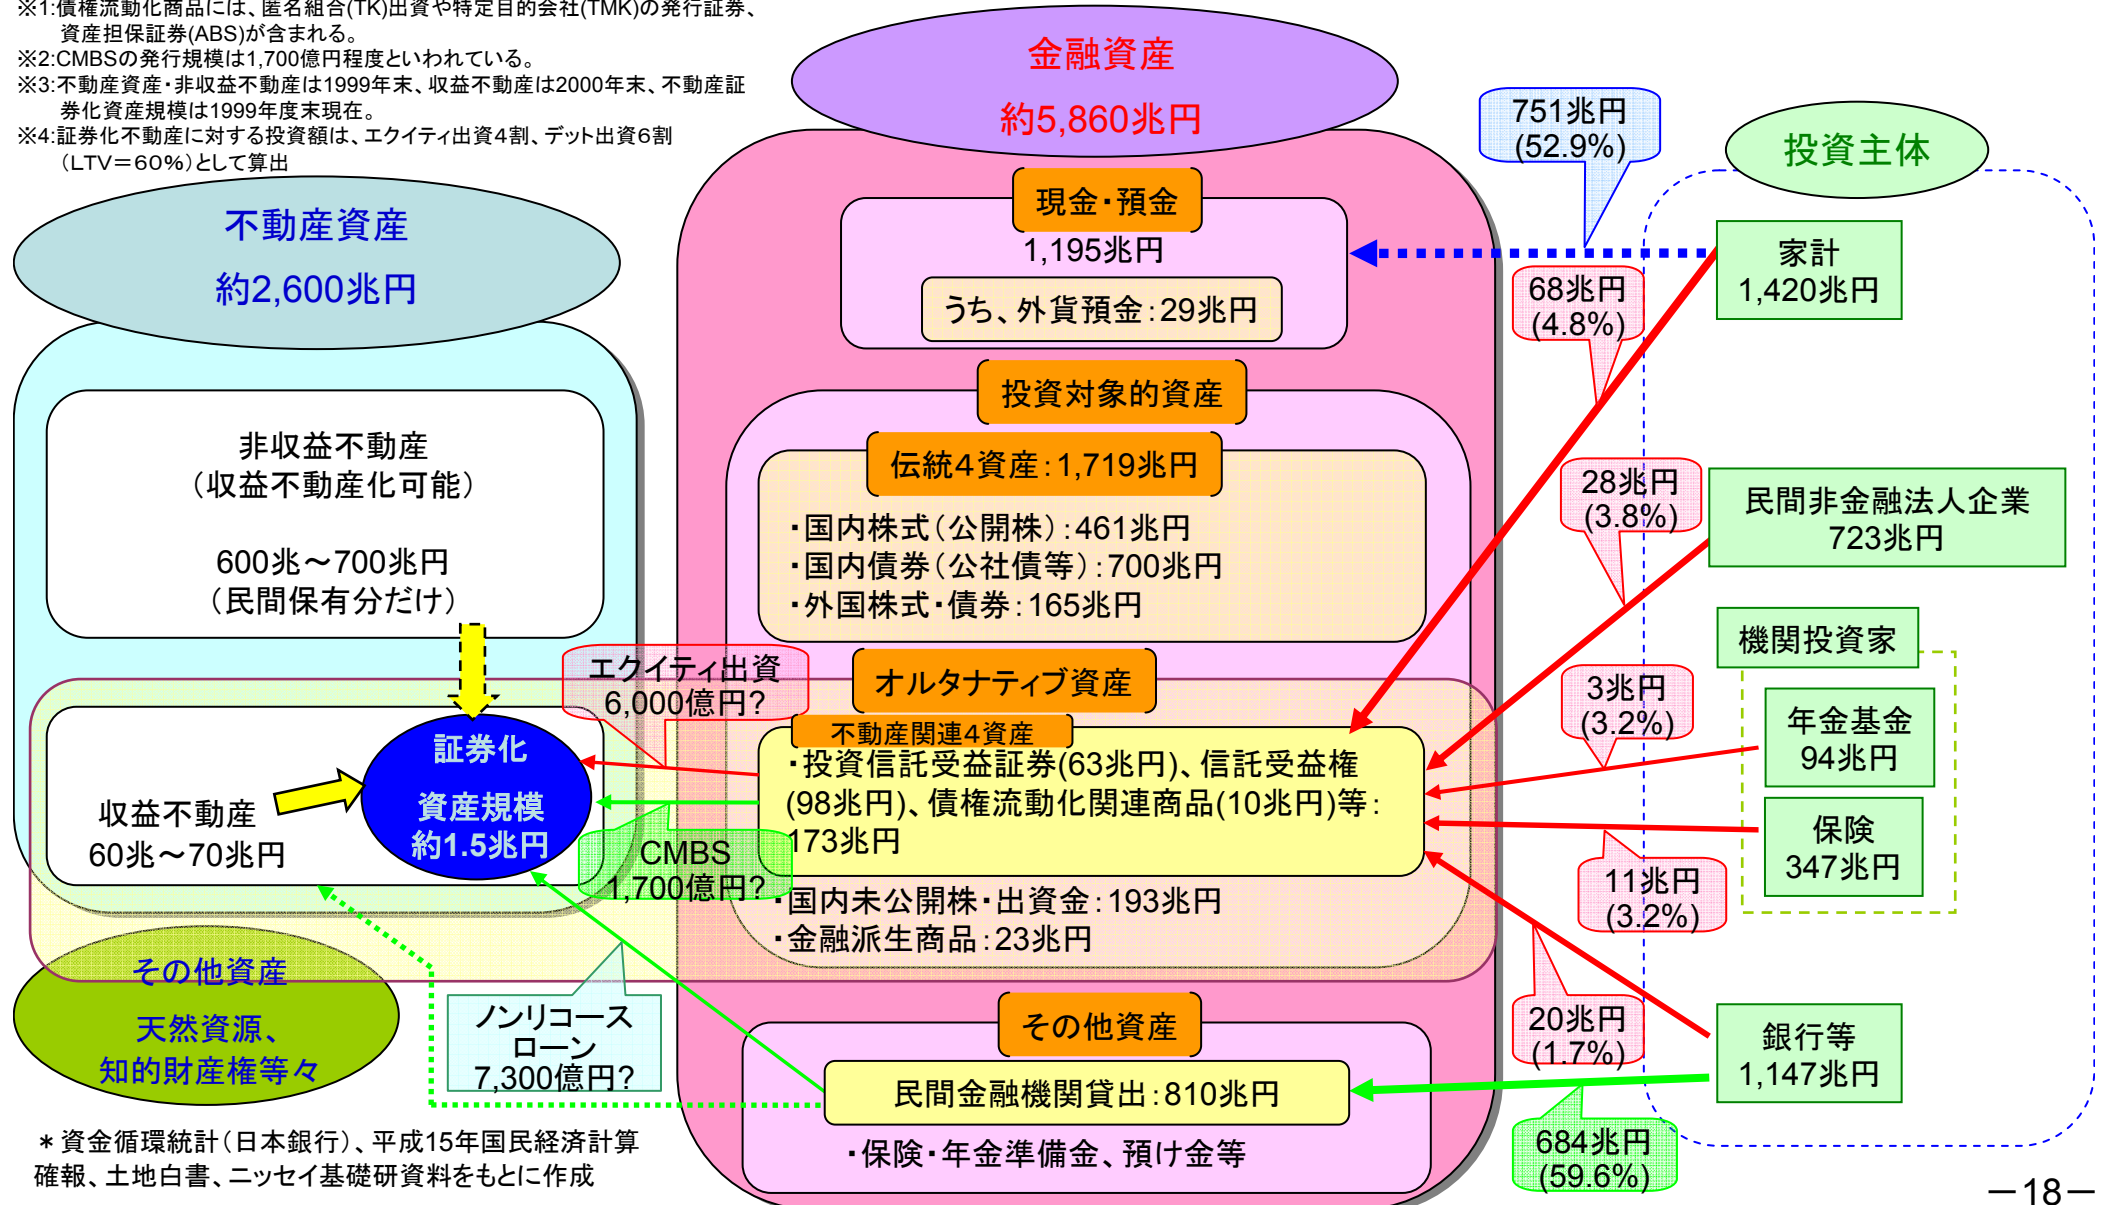 ※1:債権流動化商品には、匿名組合(TK)出資や特定目的会社(TMK)の発行証券、
資産担保証券(ABS)が含まれる。
※2:CMBSの発行規模は1,700億円程度といわれている。
※3:不動産資産・非収益不動産は1999年末、収益不動産は2000年末、不動産証
券化資産規模は1999年度末現在。
※4:証券化不動産に対する投資額は、エクイティ出資４割、デット出資６割
（LTV＝60％）として算出
不動産資産
約2,600兆円
非収益不動産
（収益不動産化可能）
600兆～700兆円
（民間保有分だけ）
収益不動産
60兆～70兆円
証券化
資産規模
約1.5兆円
エクイティ出資
6,000億円?
CMBS
1,700億円?
ノンリコース
ローン
7,300億円?
その他資産
天然資源、
知的財産権等々
＊資金循環統計（日本銀行）、平成15年国民経済計算
確報、土地白書、ニッセイ基礎研資料をもとに作成
金融資産
約5,860兆円
現金・預金
1,195兆円
うち、外貨預金：29兆円
投資対象的資産
伝統４資産：1,719兆円
・国内株式（公開株）：461兆円
・国内債券（公社債等）：700兆円
・外国株式・債券：165兆円
オルタナティブ資産
不動産関連４資産
・投資信託受益証券(63兆円)、信託受益権
(98兆円)、債権流動化関連商品(10兆円)等：
173兆円
・国内未公開株・出資金：193兆円
・金融派生商品：23兆円
その他資産
民間金融機関貸出：810兆円
・保険・年金準備金、預け金等
751兆円
(52.9%)
68兆円
(4.8%)
28兆円
(3.8%)
3兆円
(3.2%)
11兆円
(3.2%)
20兆円
(1.7%)
684兆円
(59.6%)
投資主体
家計
1,420兆円
民間非金融法人企業
723兆円
機関投資家
年金基金
94兆円
保険
347兆円
銀行等
1,147兆円
－18－